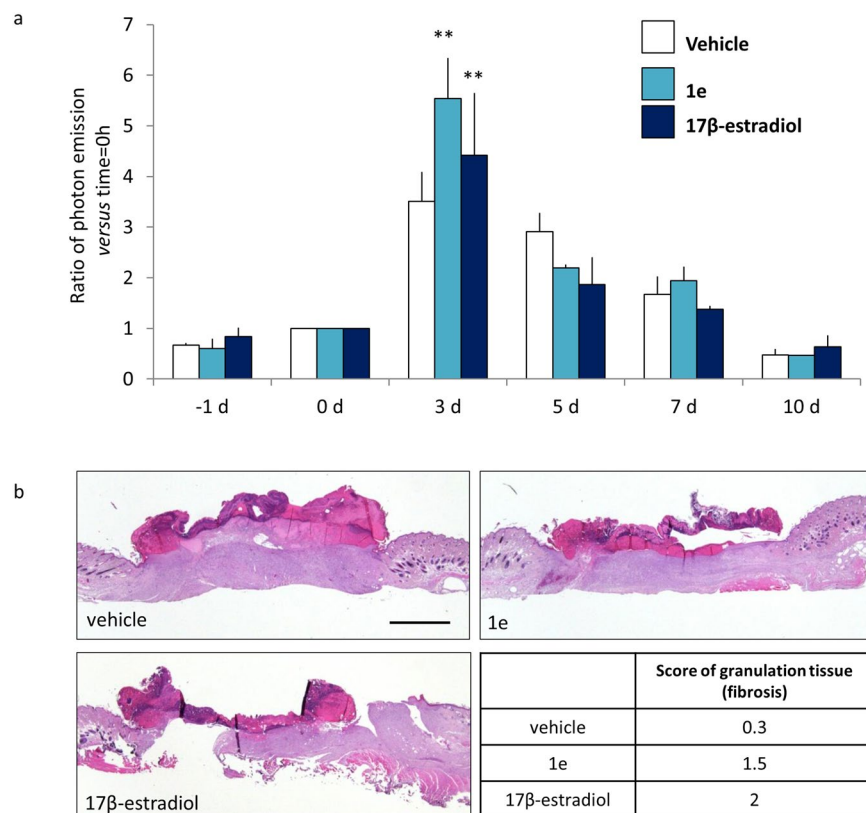 a
7
6
5
4
3
2
1
0
Ratio of photon emission
versus time=0h
**
**
Vehicle
1e
17β-estradiol
-1 d 0 d 3 d 5 d 7 d 10 d
b
vehicle
1e
17β-estradiol
Score of granulation tissue
(fibrosis)
vehicle 0.3
1e 1.5
17β-estradiol 2